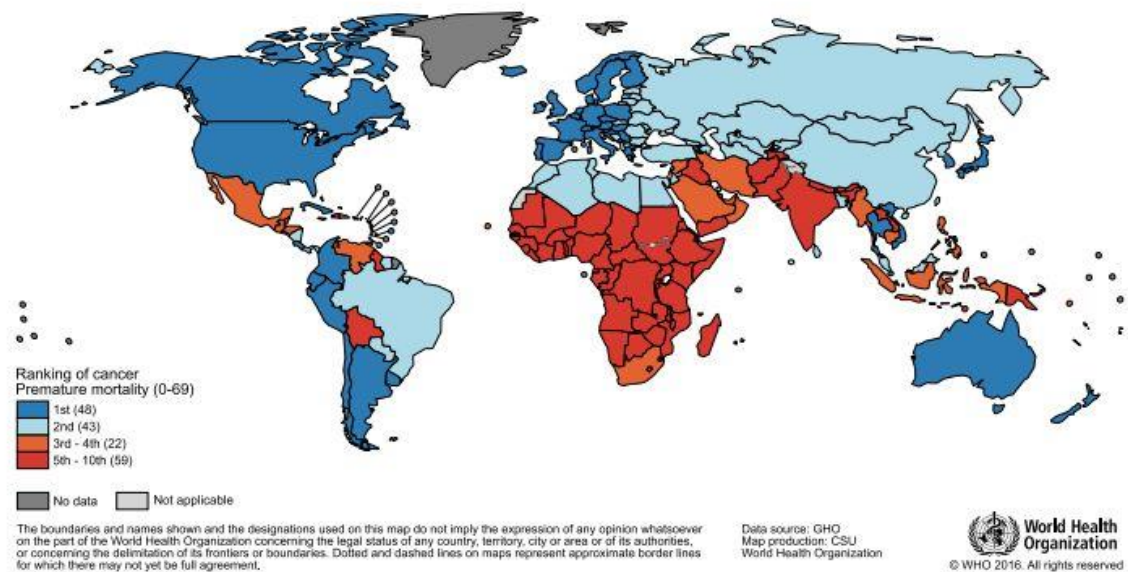 Ranking of cancer
Premature mortality (0-69)
1st (48)
2nd (43)
3rd - 4th (22)
5th - 10th (59)
No data
Not applicable
The boundaries and names shown and the designations used on this map do not imply the expression of any opinion whatsoever
on the part of the World Health Organization concerning the legal status of any country, territory, city or area or of its authorities,
or concerning the delimitation of its frontiers or boundaries. Dotted and dashed lines on maps represent approximate border lines
for which there may not yet be full agreement.
Data source: GHO
Map production: CSU
World Health Organization
World Health
Organization
© WHO 2016. All rights reserved